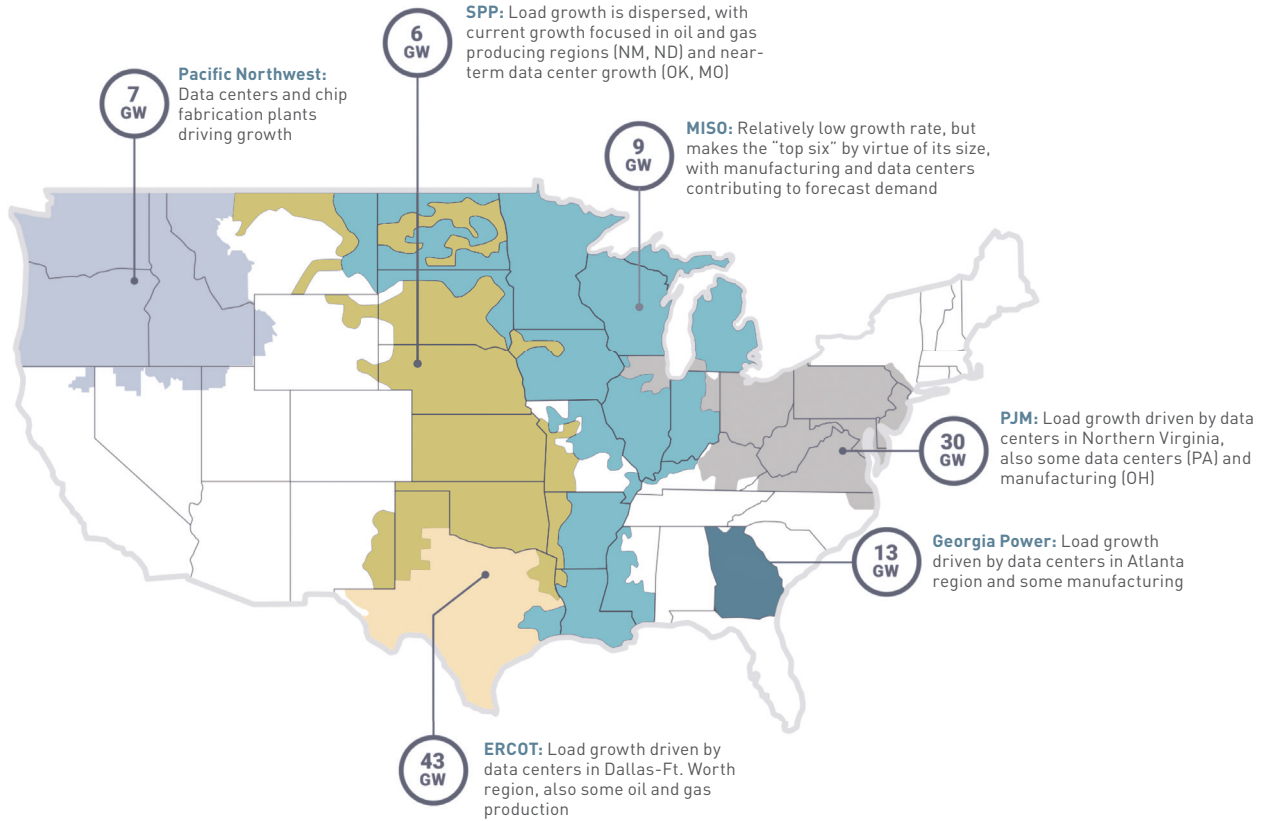 6
GW
SPP: Load growth is dispersed, with
current growth focused in oil and gas
producing regions (NM, ND) and near-
term data center growth (OK, MO)
7
GW
Pacific Northwest:
Data centers and chip
fabrication plants
driving growth
9
GW
MISO: Relatively low growth rate, but
makes the "top six" by virtue of its size,
with manufacturing and data centers
contributing to forecast demand
30
GW
PJM: Load growth driven by data
centers in Northern Virginia,
also some data centers (PA) and
manufacturing (OH)
13
GW
Georgia Power: Load growth
driven by data centers in Atlanta
region and some manufacturing
43
GW
ERCOT: Load growth driven by
data centers in Dallas-Ft. Worth
region, also some oil and gas
production